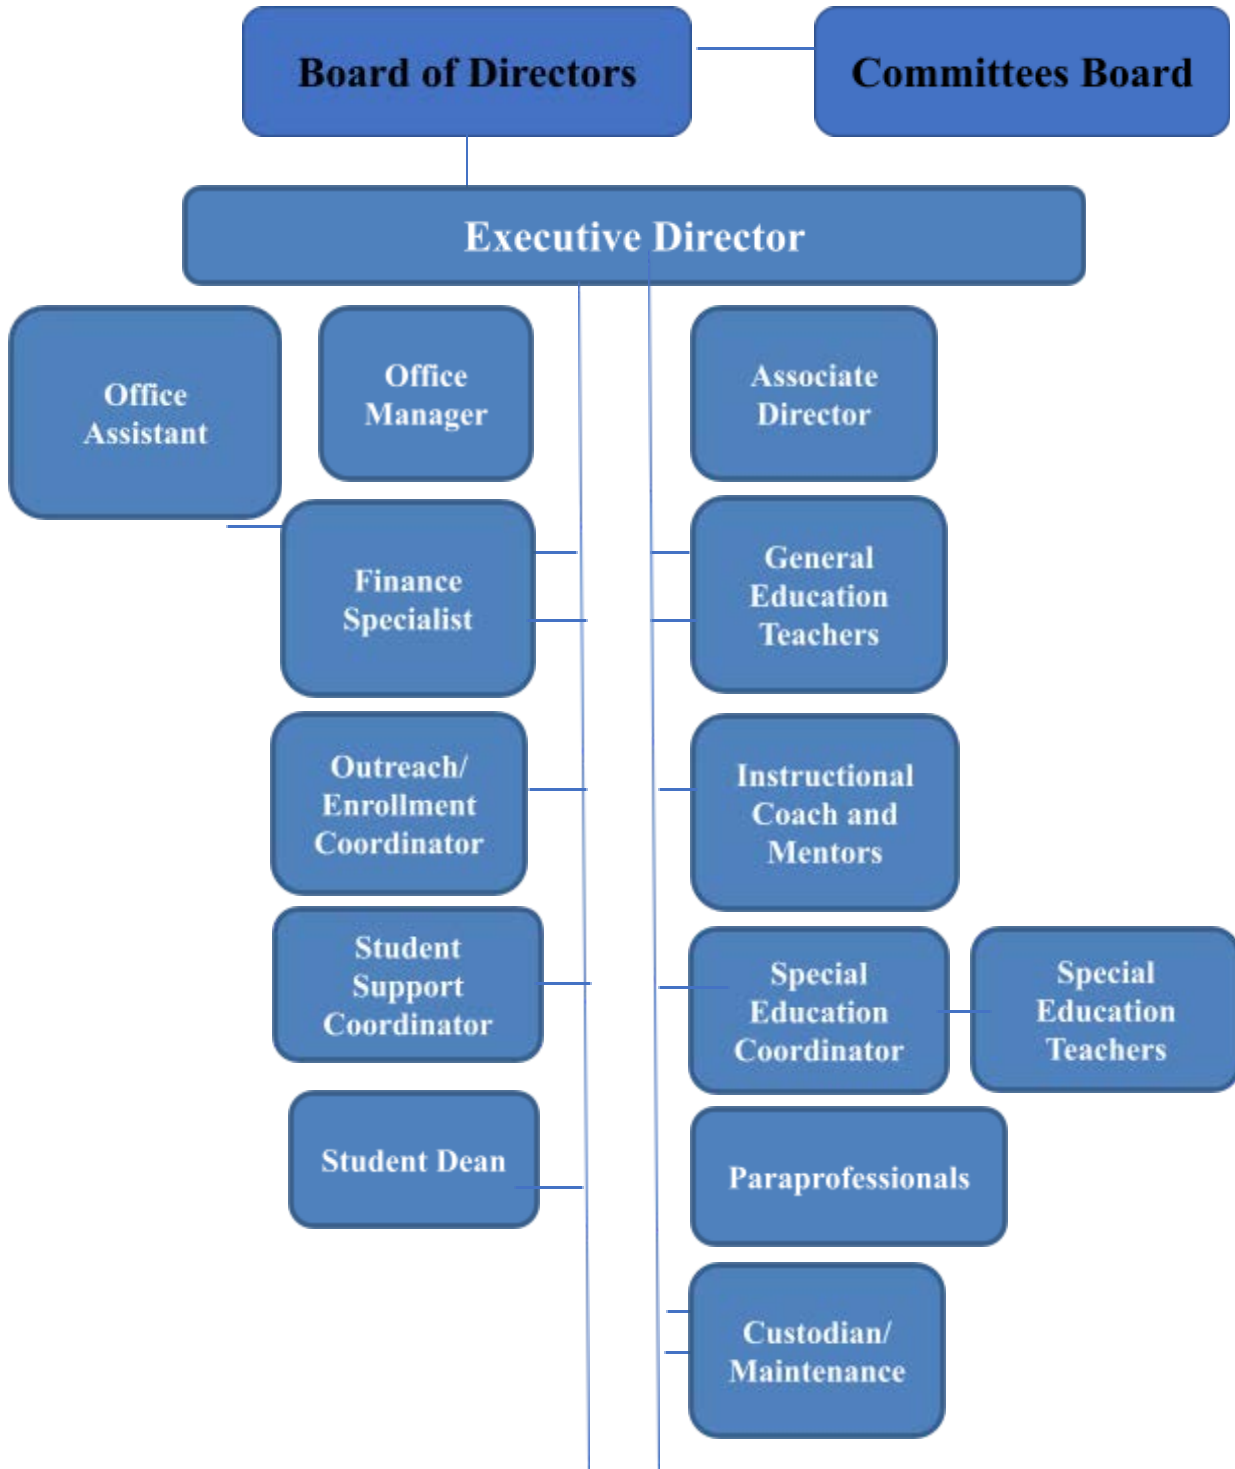 Board of Directors
Committees Board
Executive Director
Office
Assistant
Office
Manager
Associate
Director
Finance
Specialist
General
Education
Teachers
Outreach/
Enrollment
Coordinator
Instructional
Coach and
Mentors
Student
Support
Coordinator
Special
Education
Coordinator
Special
Education
Teachers
Student Dean
Paraprofessionals
Custodian/
Maintenance